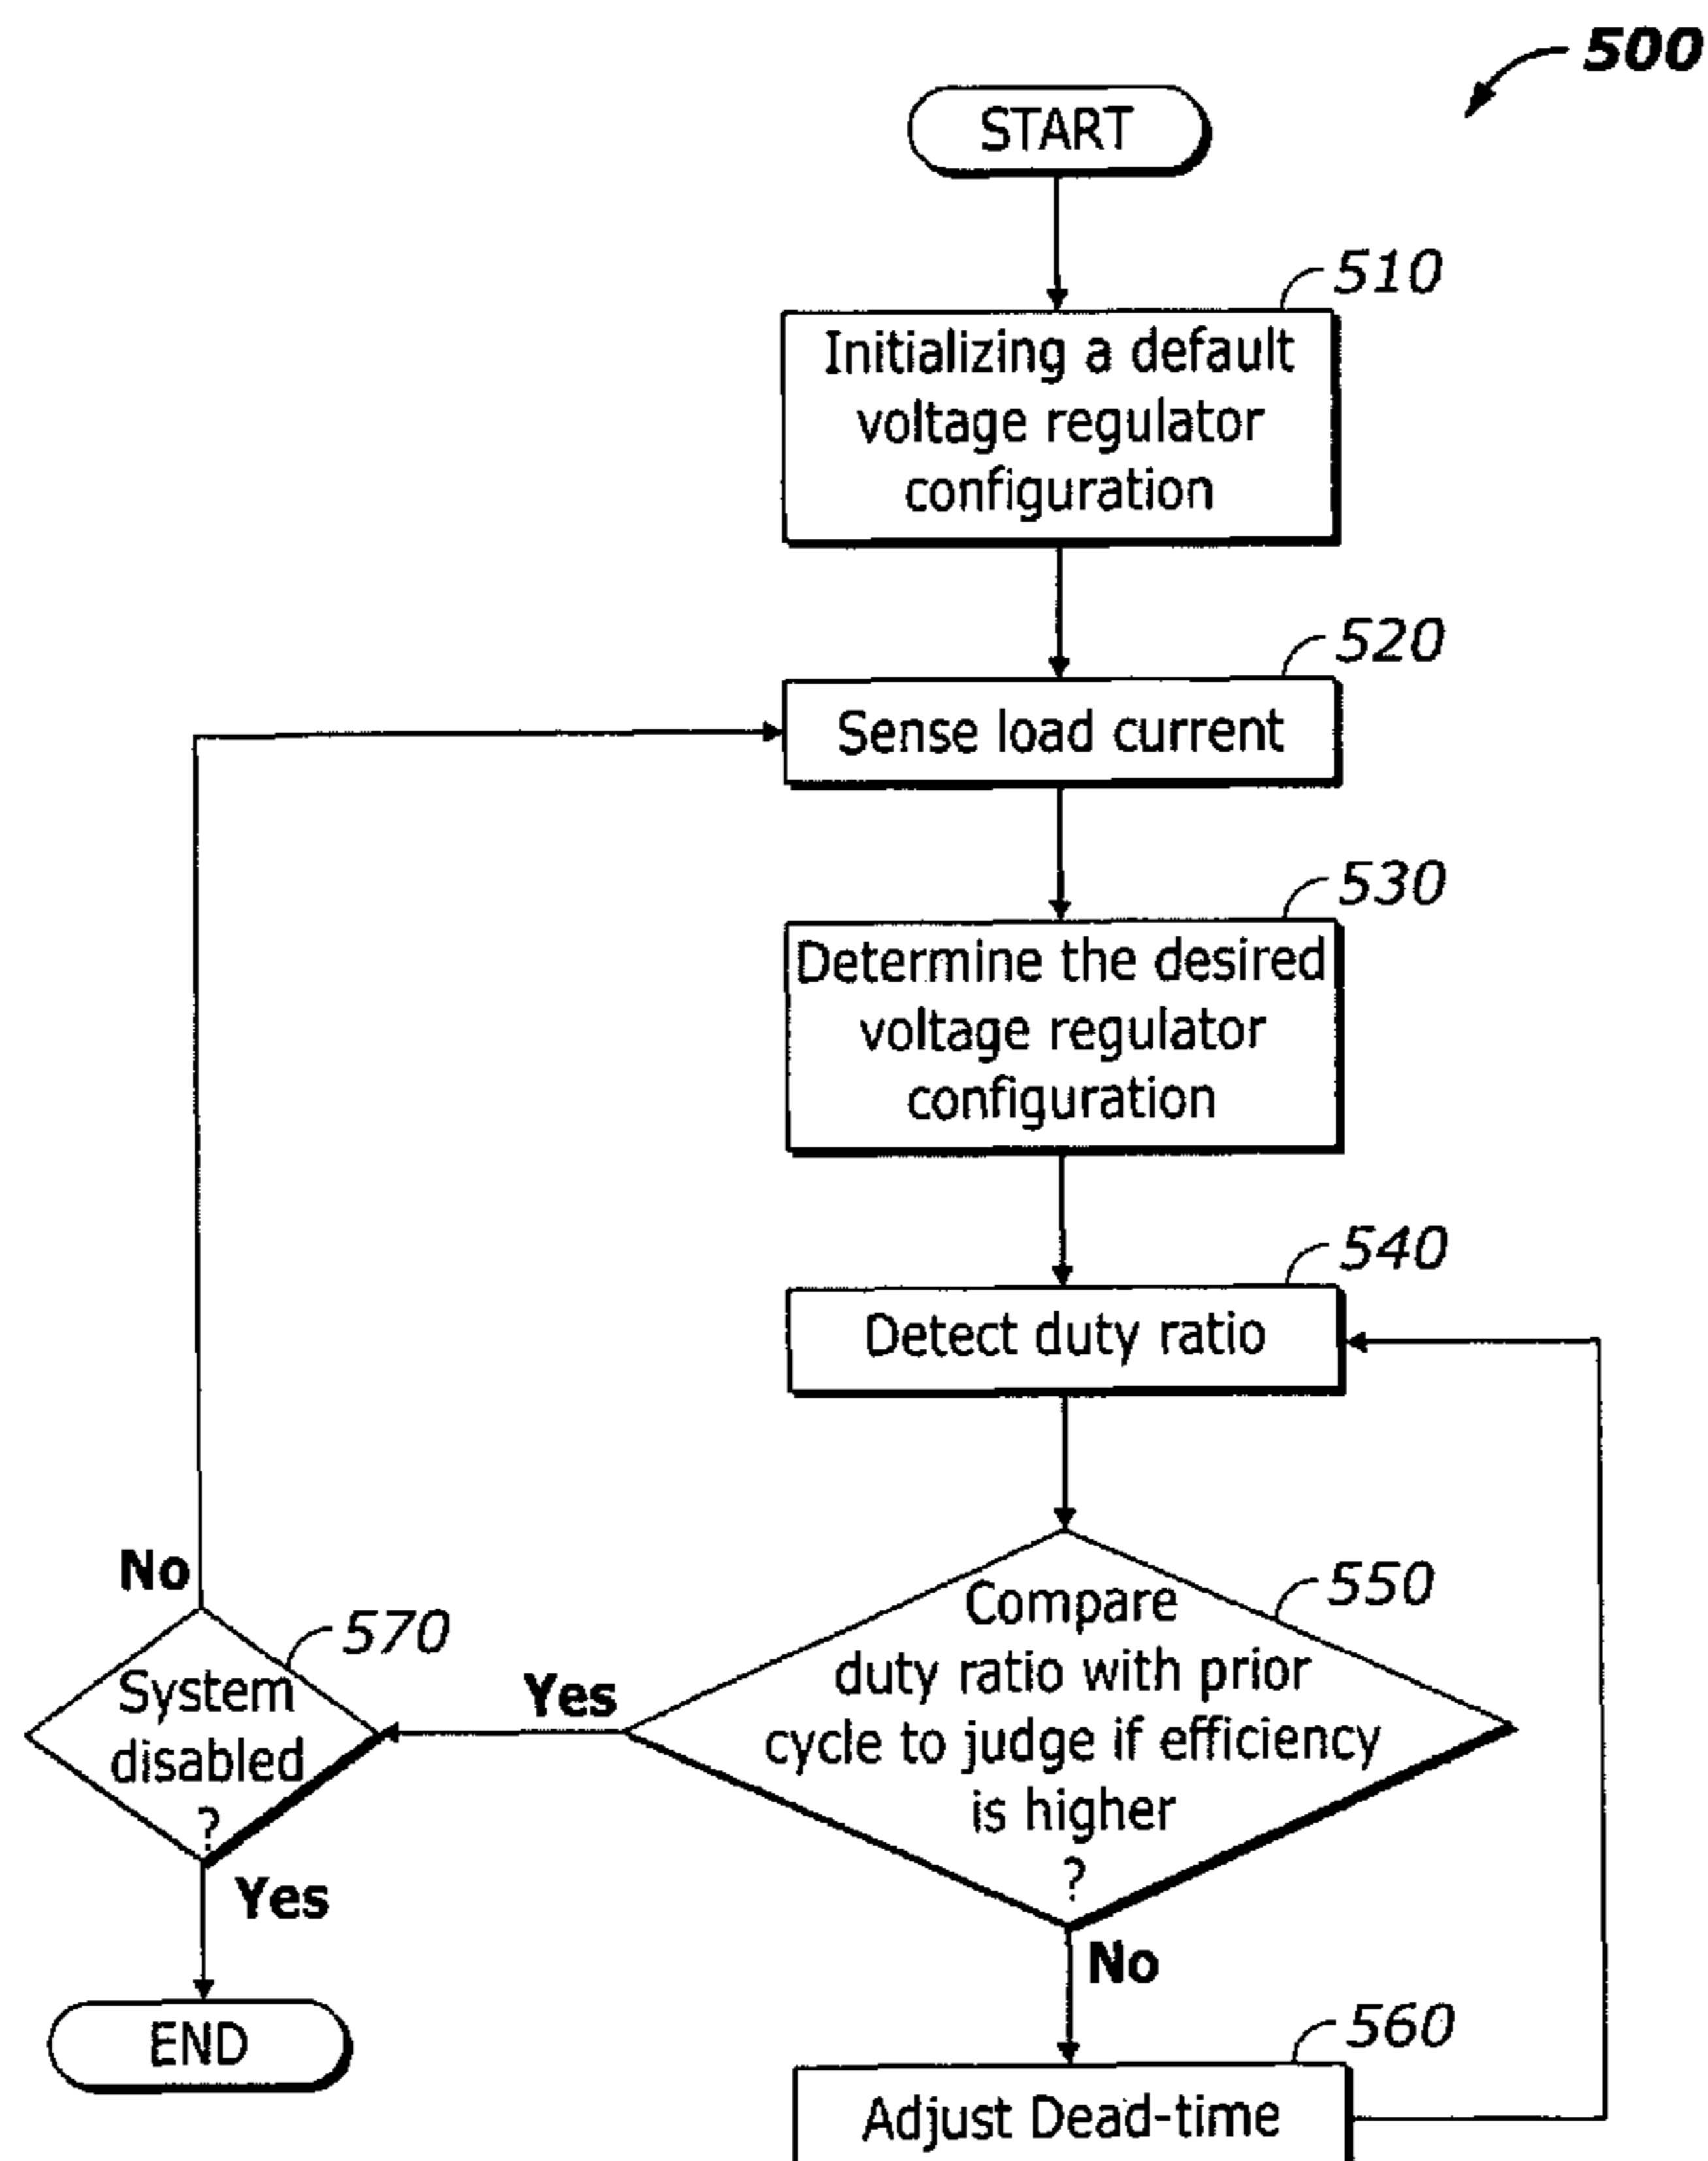 500
START
510
Initializing a default
voltage regulator
configuration
520
Sense load current
530
Determine the desired
voltage regulator
configuration
540
Detect duty ratio
550
Compare
duty ratio with prior
cycle to judge if efficiency
is higher
?
Yes
No
570
System
disabled
?
No
Yes
END
560
Adjust Dead-time